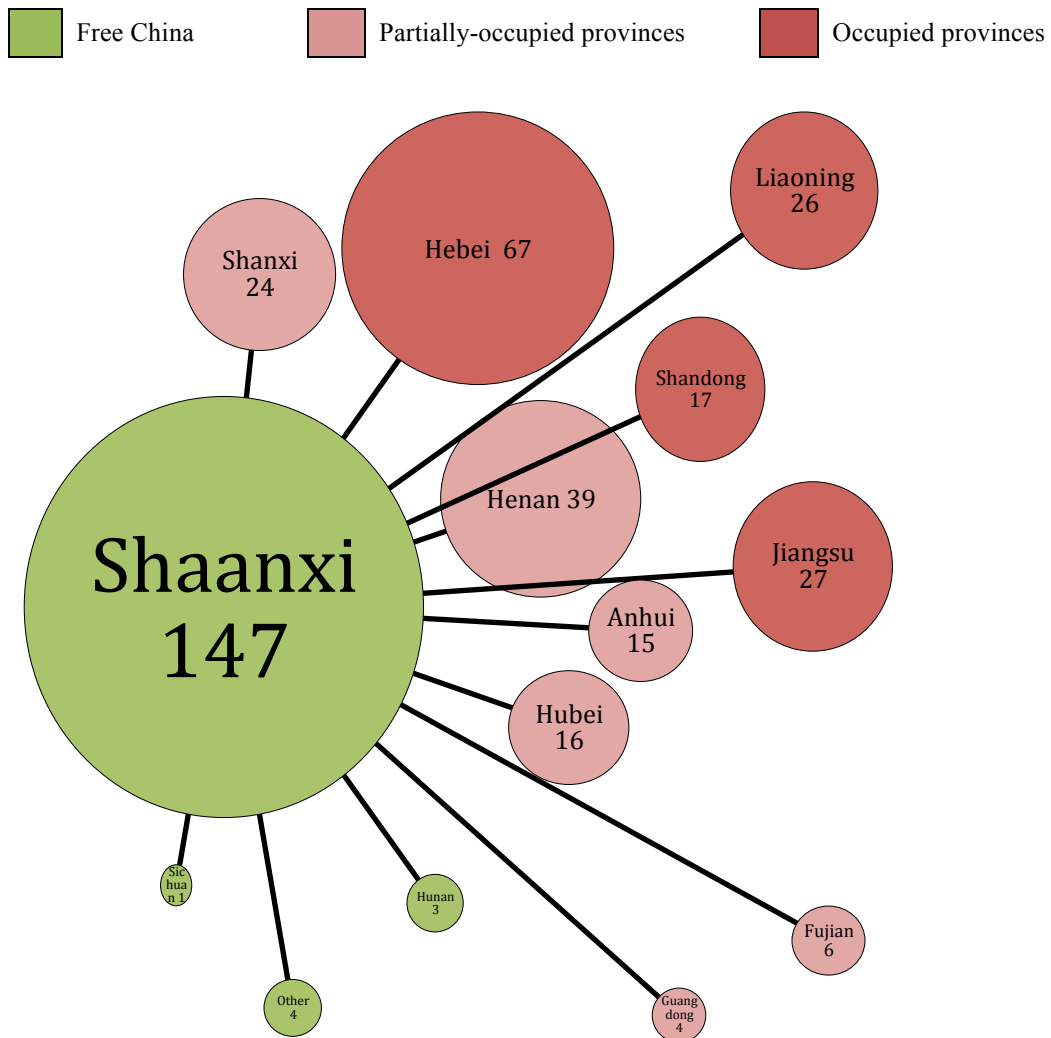 Free China
Partially-occupied provinces
Occupied provinces
Liaoning
26
Hebei 67
Shanxi
24
Shandong
17
Henan 39
Shaanxi
147
Jiangsu
27
Anhui
15
Hubei
16
Sic
hua
n 1
Hunan
3
Fujian
6
Other
4
Guang
dong
4